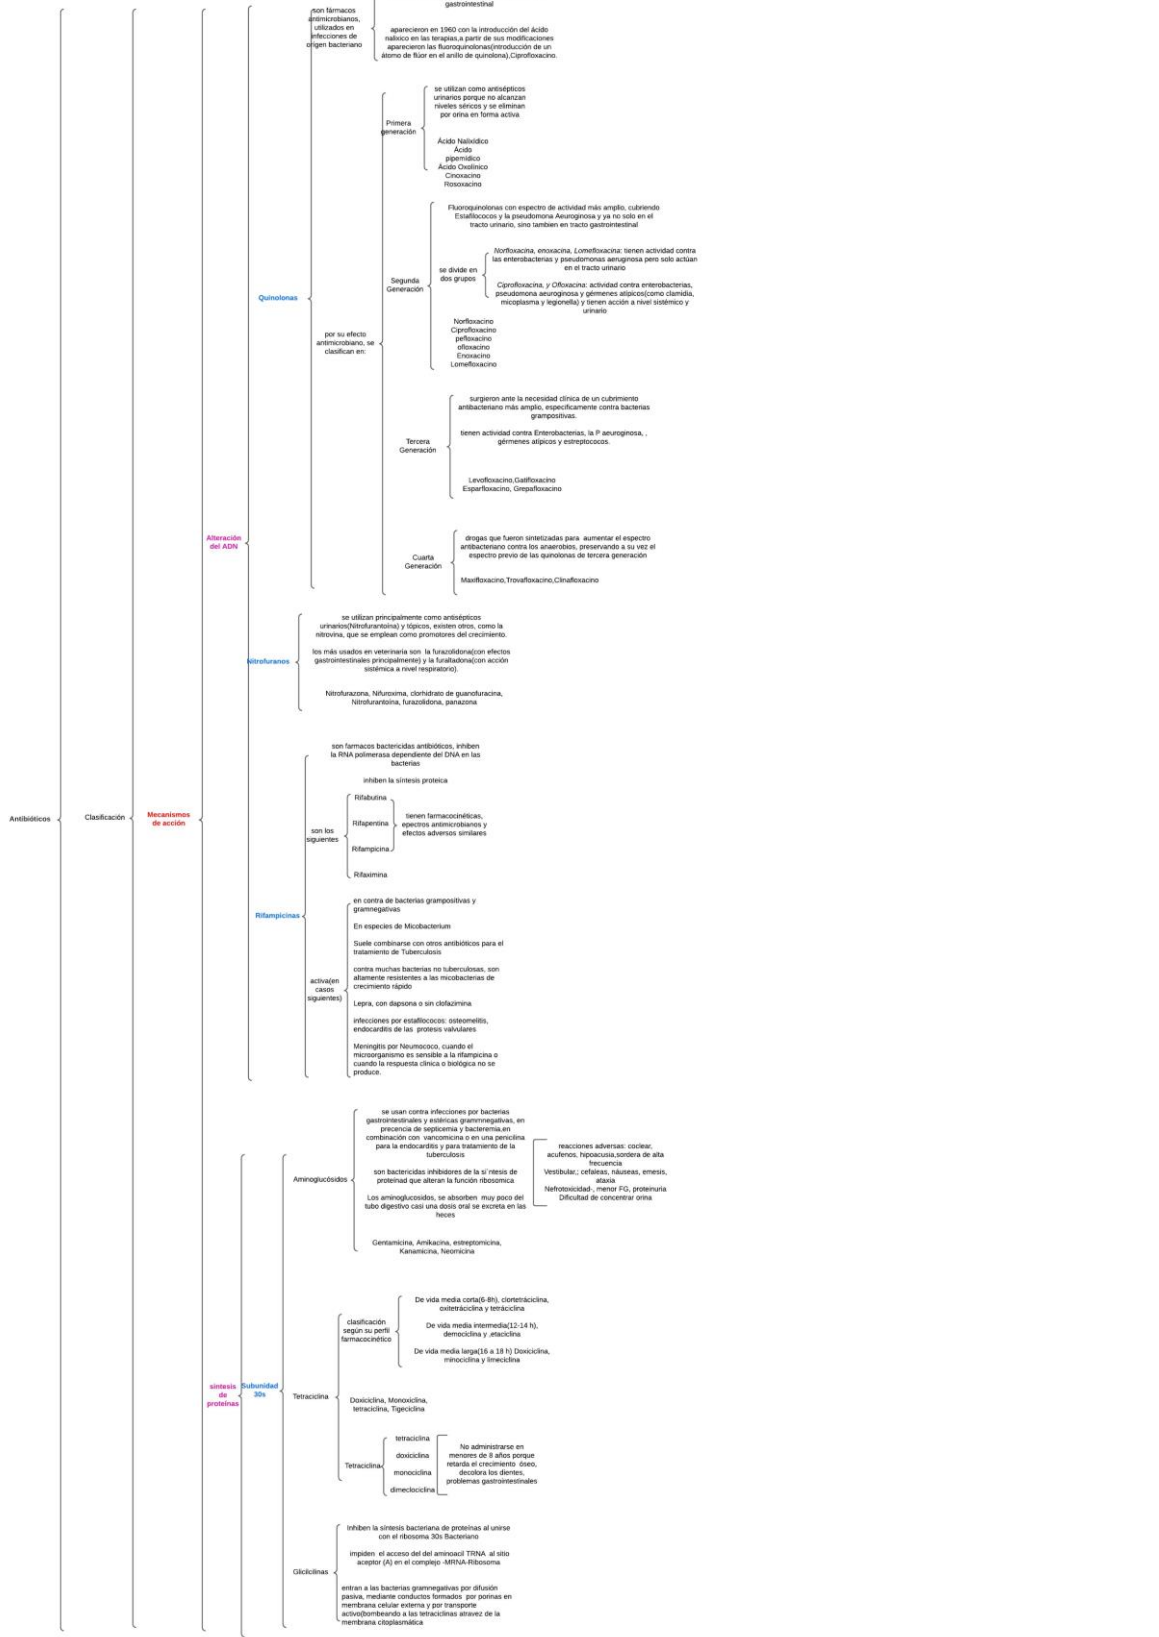 gastrointestinal
son fármacos
antimicrobianos,
utilizados en
infecciones de
origen bacteriano
aparecieron en 1960 con la introducción del ácido
nalixico en las terapias,a partir de sus modificaciones
aparecieron las fluoroquinolonas(introducción de un
átomo de flúor en el anillo de quinolona),Ciprofloxacino.
se utilizan como antisépticos
urinarios porque no alcanzan
niveles séricos y se eliminan
por orina en forma activa
Primera
generación
Ácido Nalixídico
Ácido
pipemídico
Ácido Oxolínico
Cinoxacino
Rosoxacino
Fluoroquinolonas con espectro de actividad más amplio, cubriendo
Estafilococos y la pseudomona Aeuroginosa y ya no solo en el
tracto urinario, sino tambien en tracto gastrointestinal
Norfloxacina, enoxacina, Lomefloxacina: tienen actividad contra
las enterobacterias y pseudomonas aeruginosa pero solo actúan
en el tracto urinario
se divide en
dos grupos
Segunda
Generación
Ciprofloxacina, y Ofloxacina: actividad contra enterobacterias,
pseudomona aeuroginosa y gérmenes atípicos(como clamidia,
micoplasma y legionella) y tienen acción a nivel sistémico y
urinario
Quinolonas
Norfloxacino
Ciprofloxacino
pefloxacino
ofloxacino
Enoxacino
Lomefloxacino
por su efecto
antimicrobiano, se
clasifican en:
surgieron ante la necesidad clínica de un cubrimiento
antibacteriano más amplio, especificamente contra bacterias
grampositivas.
tienen actividad contra Enterobacterias, la P aeuroginosa, ,
gérmenes atípicos y estreptococos.
Tercera
Generación
Levofloxacino,Gatifloxacino
Esparfloxacino, Grepafloxacino
Alteración
del ADN
drogas que fueron sintetizadas para aumentar el espectro
antibacteriano contra los anaerobios, preservando a su vez el
espectro previo de las quinolonas de tercera generación
Cuarta
Generación
Maxifloxacino,Trovafloxacino,Clinafloxacino
se utilizan principalmente como antisépticos
urinarios(Nitrofurantoína) y tópicos, existen otros, como la
nitrovina, que se emplean como promotores del crecimiento.
los más usados en veterinaria son la furazolidona(con efectos
gastrointestinales principalmente) y la furaltadona(con acción
sistémica a nivel respiratorio).
Nitrofuranos
Nitrofurazona, Nifuroxima, clorhidrato de guanofuracina,
Nitrofurantoína, furazolidona, panazona
son farmacos bactericidas antibióticos, inhiben
la RNA polimerasa dependiente del DNA en las
bacterias
inhiben la síntesis proteica
Antibióticos
Clasificación
Mecanismos
de acción
son los
siguientes
Rifabutina
Rifapentina
Rifampicina
Rifaximina
tienen farmacocinéticas,
epectros antimicrobianos y
efectos adversos similares
Rifampicinas
activa(en
casos
siguientes)
en contra de bacterias grampositivas y
gramnegativas
En especies de Micobacterium
Suele combinarse con otros antibióticos para el
tratamiento de Tuberculosis
contra muchas bacterias no tuberculosas, son
altamente resistentes a las micobacterias de
crecimiento rápido
Lepra, con dapsona o sin clofazimina
infecciones por estafilococos: osteomelitis,
endocarditis de las protesis valvulares
Meningitis por Neumococo, cuando el
microorganismo es sensible a la rifampicina o
cuando la respuesta clínica o biológica no se
produce.
se usan contra infecciones por bacterias
gastrointestinales y estéricas grammnegativas, en
precencia de septicemia y bacteremia,en
combinación con vancomicina o en una penicilina
para la endocarditis y para tratamiento de la
tuberculosis
son bactericidas inhibidores de la si´ntesis de
proteinad que alteran la función ribosomica
Los aminoglucosidos, se absorben muy poco del
tubo digestivo casi una dosis oral se excreta en las
heces
Aminoglucósidos
reacciones adversas: coclear,
acufenos, hipoacusia,sordera de alta
frecuencia
Vestibular,; cefaleas, náuseas, emesis,
ataxia
Nefrotoxicidad-, menor FG, proteinuria
Dificultad de concentrar orina
Gentamicina, Amikacina, estreptomicina,
Kanamicina, Neomicina
clasificación
según su perfil
farmacocinético
De vida media corta(6-8h), clortetráciclina,
oxitetráciclina y tetráciclina
De vida media intermedia(12-14 h),
demociclina y ,etaciclina
De vida media larga(16 a 18 h) Doxiciclina,
minociclina y limeciclina
sintesis
de
proteínas
Subunidad
30s
Tetraciclina
Doxiciclina, Monoxiclina,
tetraciclina, Tigeciclina
Tetraciclina
tetraciclina
doxiciclina
monociclina
dimeclociclina
No administrarse en
menores de 8 años porque
retarda el crecimiento óseo,
decolora los dientes,
problemas gastrointestinales
Glicilcilinas
Inhiben la síntesis bacteriana de proteínas al unirse
con el ribosoma 30s Bacteriano
impiden el acceso del del aminoacil TRNA al sitio
aceptor (A) en el complejo -MRNA-Ribosoma
entran a las bacterias gramnegativas por difusión
pasiva, mediante conductos formados por porinas en
membrana celular externa y por transporte
activo(bombeando a las tetraciclinas atravez de la
membrana citoplasmática